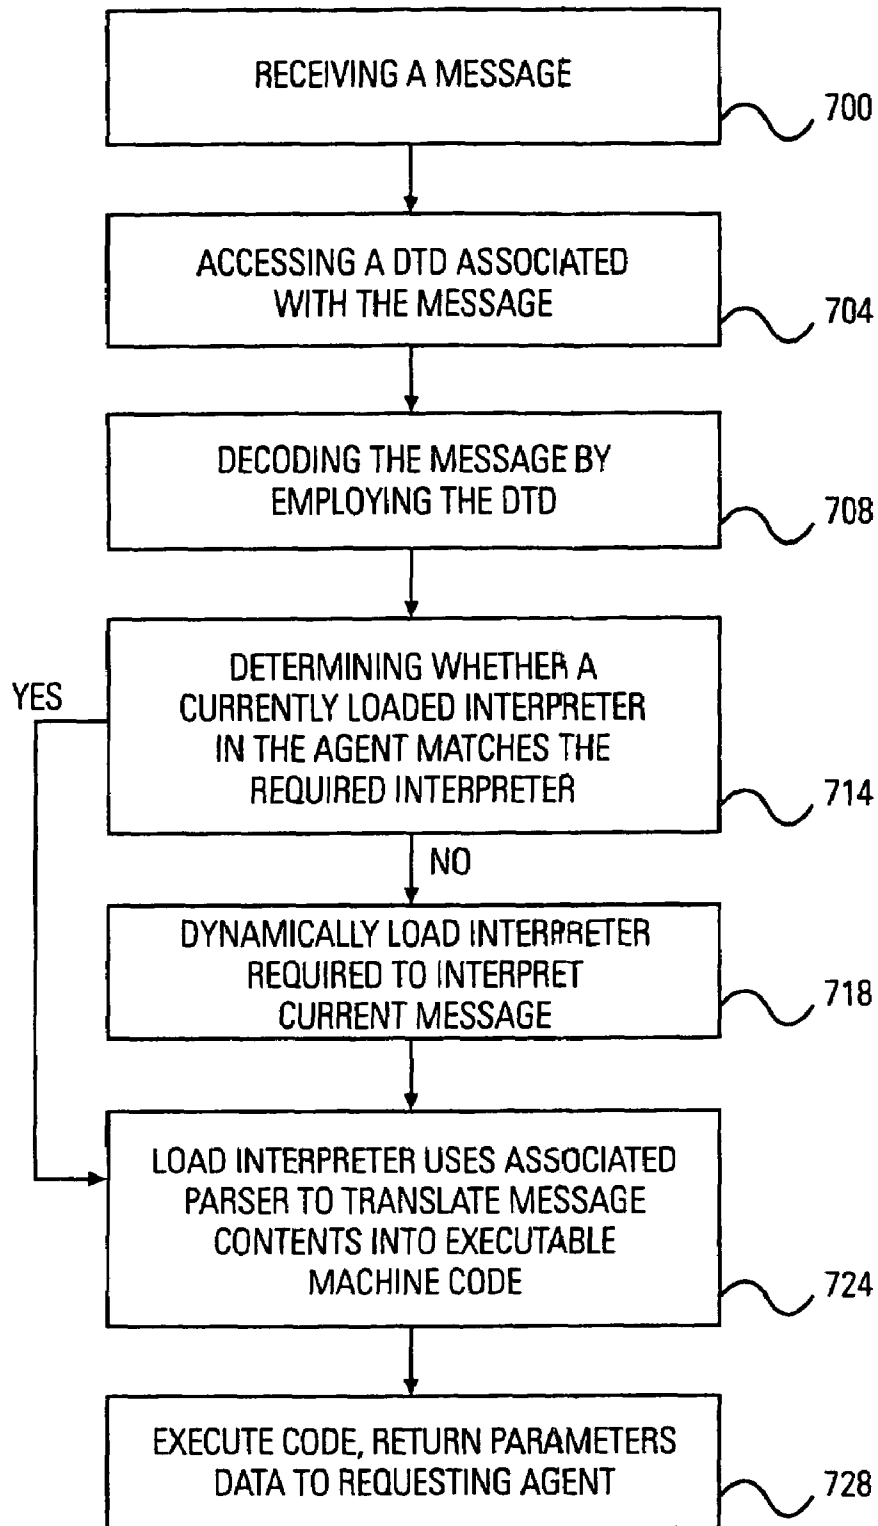 RECEIVING A MESSAGE
700
ACCESSING A DTD ASSOCIATED
WITH THE MESSAGE
704
DECODING THE MESSAGE BY
EMPLOYING THE DTD
708
DETERMINING WHETHER A
CURRENTLY LOADED INTERPRETER
IN THE AGENT MATCHES THE
REQUIRED INTERPRETER
714
YES
NO
DYNAMICALLY LOAD INTERPRETER
REQUIRED TO INTERPRET
CURRENT MESSAGE
718
LOAD INTERPRETER USES ASSOCIATED
PARSER TO TRANSLATE MESSAGE
CONTENTS INTO EXECUTABLE
MACHINE CODE
724
EXECUTE CODE, RETURN PARAMETERS
DATA TO REQUESTING AGENT
728